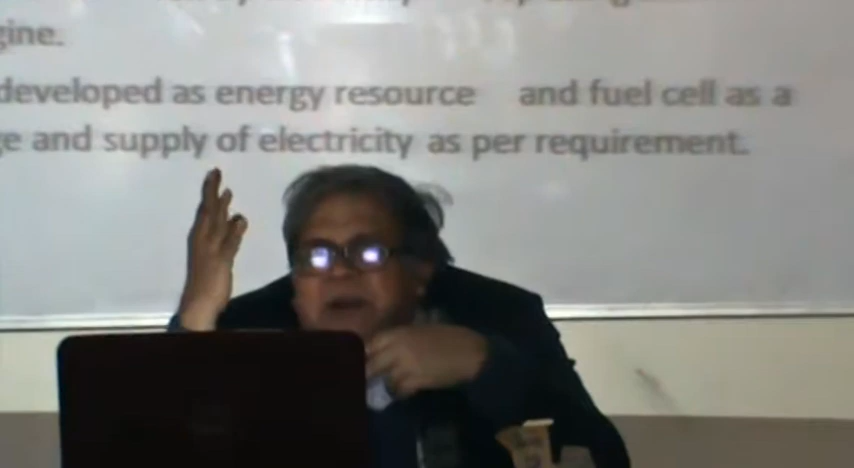 gine.
developed as energy resource and fuel cell as a
ge and supply of electricity as per requirement.